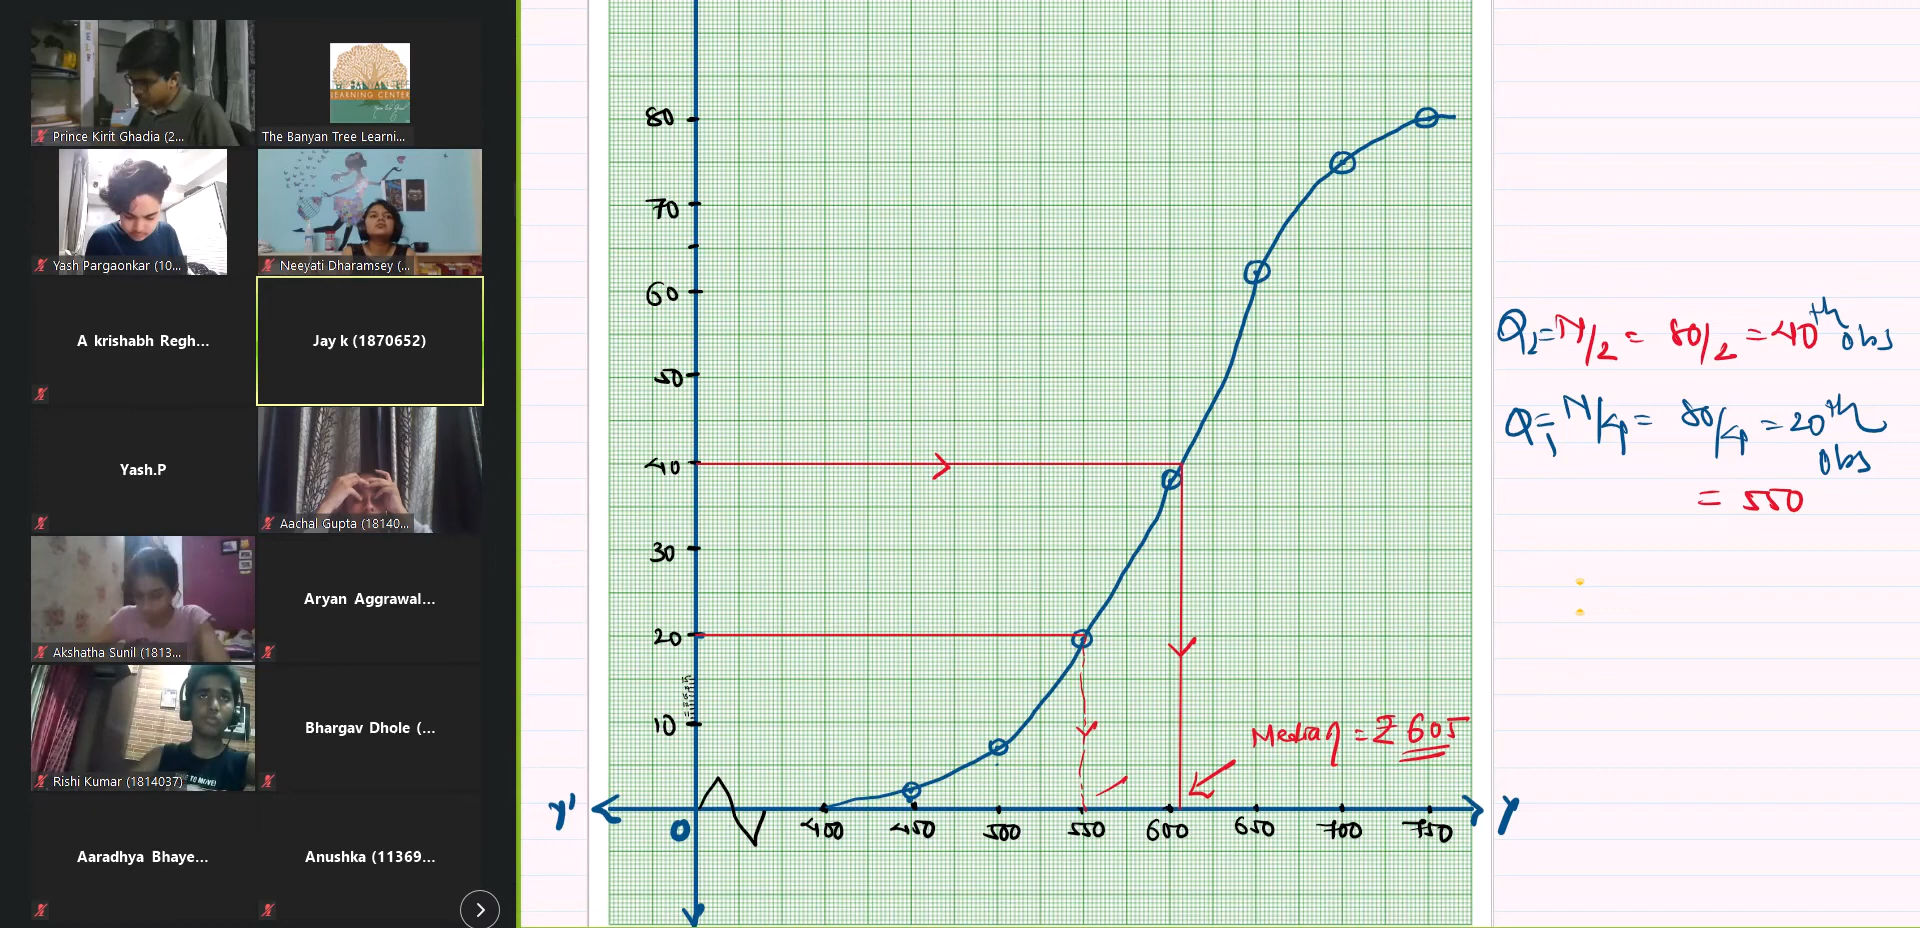 Prince Kirit Ghadia (2...
LEARNING CENTER
The Banyan Tree Learni...
Yash Pargaonkar (10...
Neeyati Dharamsey (...
A krishabh Regh...
Jay k (1870652)
Yash.P
Aachal Gupta (18140...
Akshatha Sunil (1813...
Aryan Aggrawal...
Rishi Kumar (1814037)
Bhargav Dhole (...
Aaradhya Bhaye...
Anushka (11369...
80
70
60
50
40
30
20
10
Median = ₹ 605
Y'
O
400 450 500 550 600 650 700 750
Y
Q2 = N/2 = 80/2 = 40th obs
Q1 = N/4 = 80/4 = 20th
obs
= 550